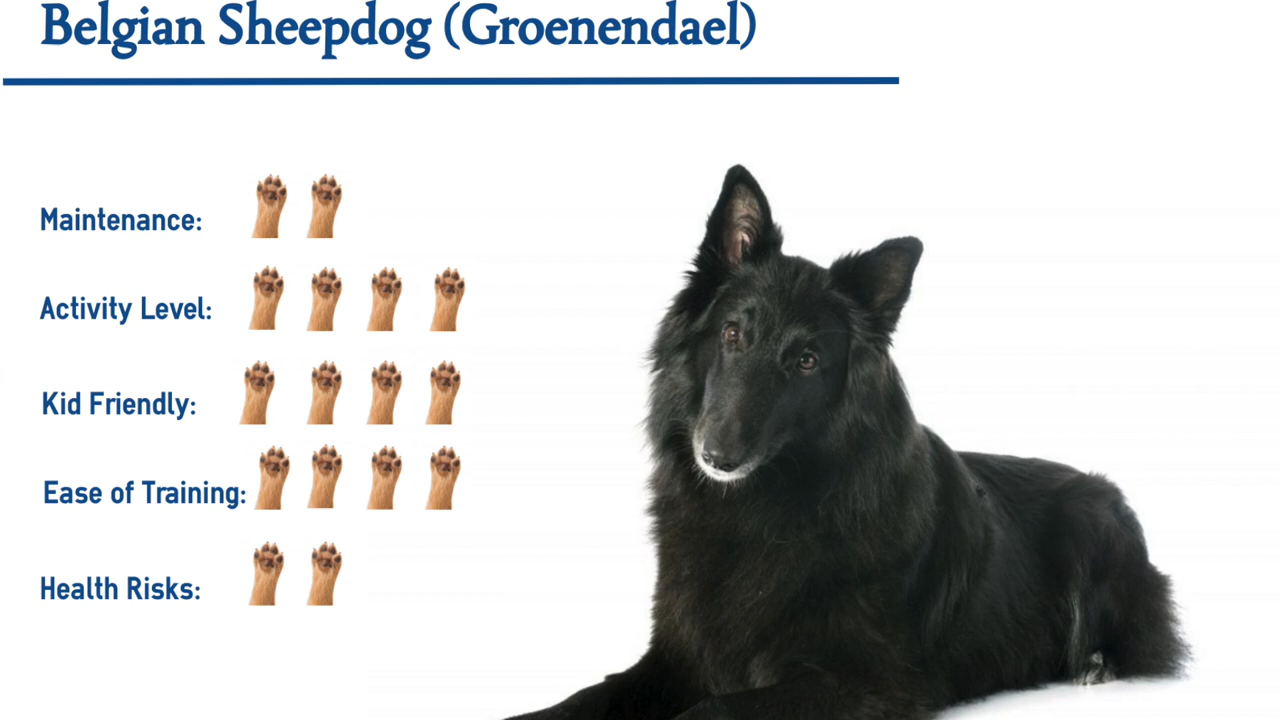 Belgian Sheepdog (Groenendael)
Maintenance:
Activity Level:
Kid Friendly:
Ease of Training:
Health Risks: